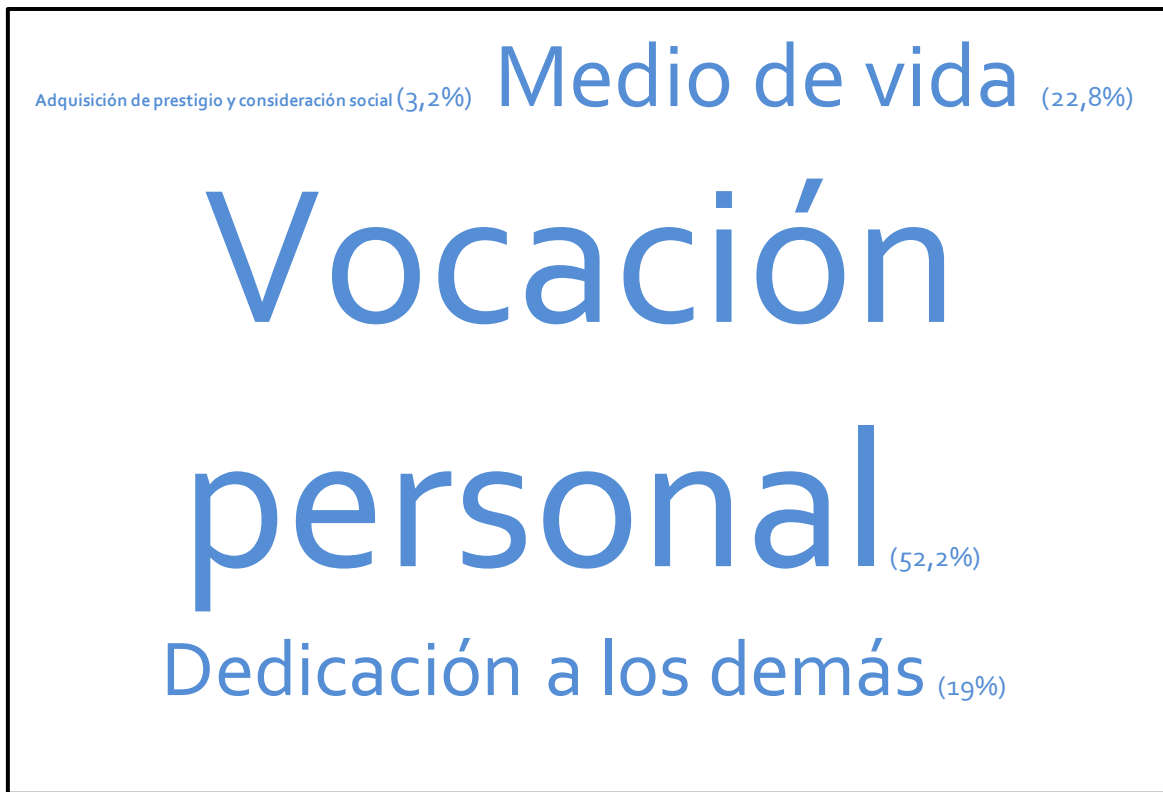 Adquisición de prestigio y consideración social (3,2%) Medio de vida (22,8%)
Vocación
personal (52,2%)
Dedicación a los demás (19%)